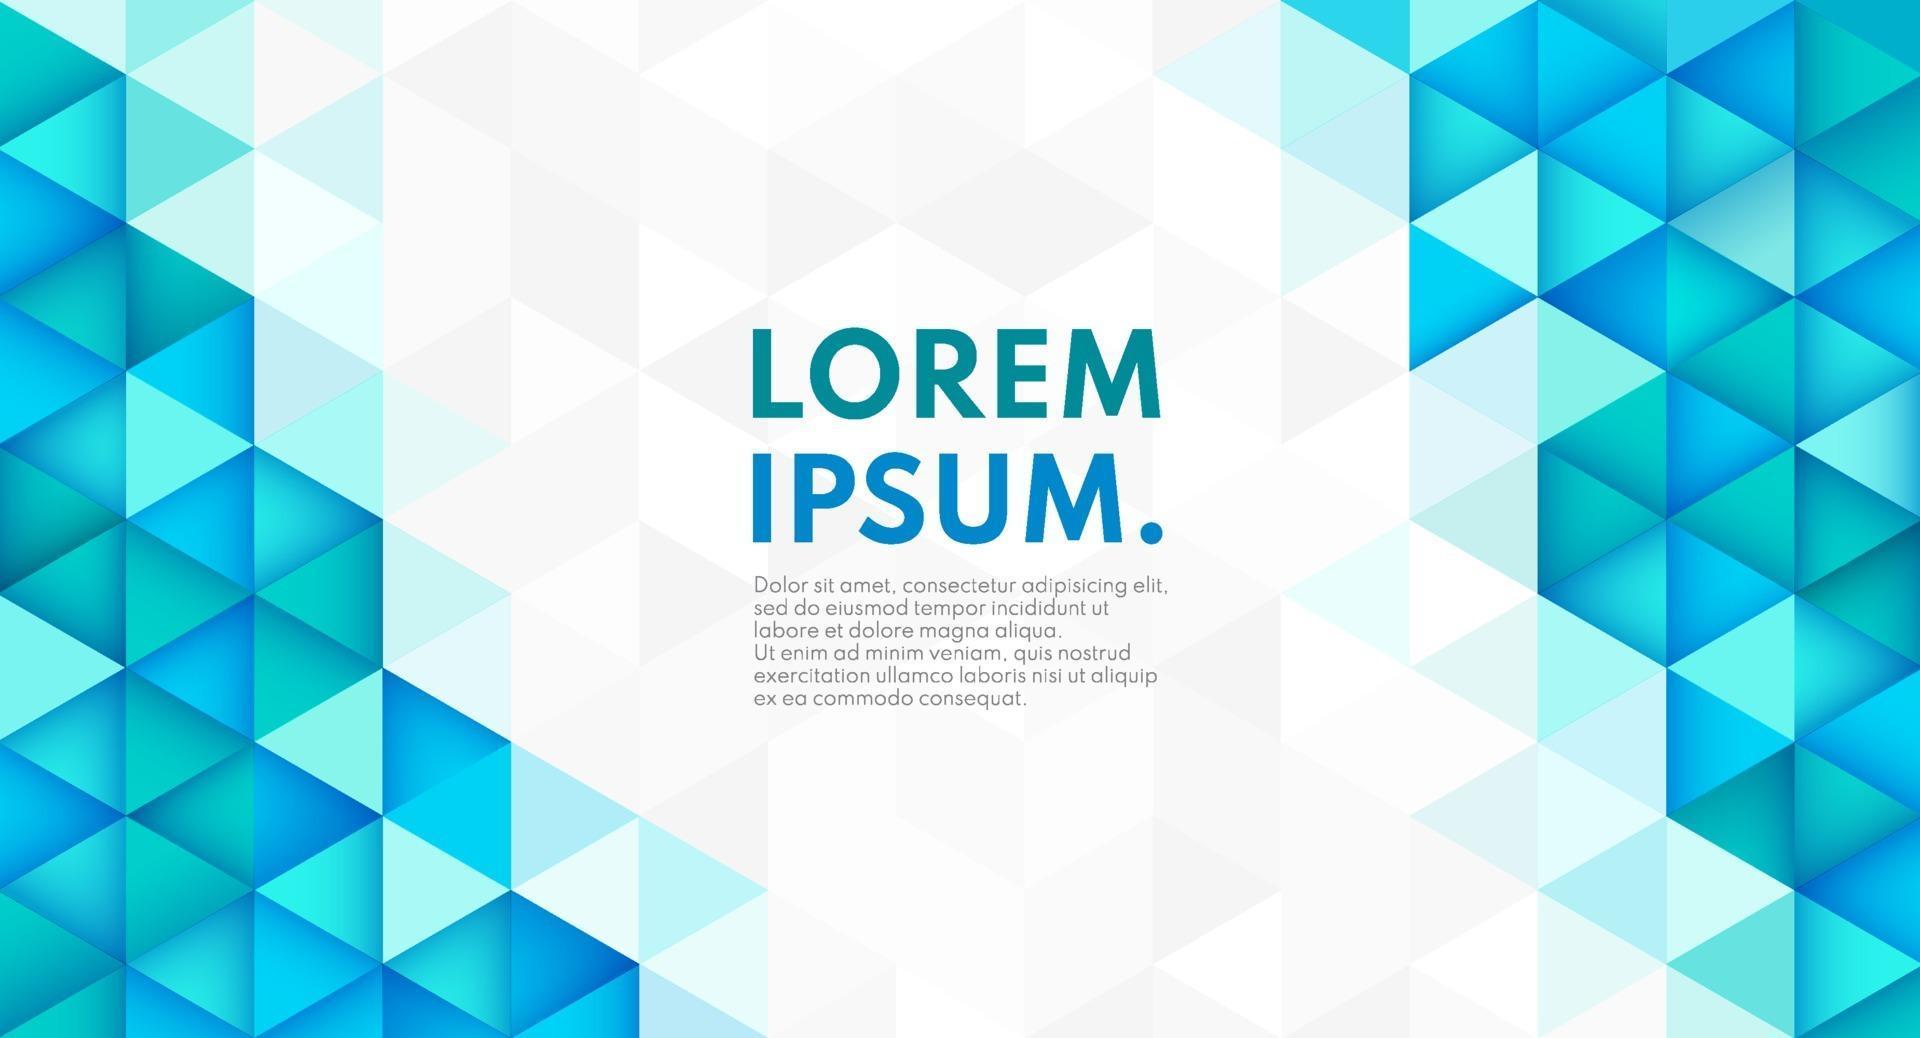 LOREM
IPSUM.
Dolor sit amet, consectetur adipisicing elit,
sed do eiusmod tempor incididunt ut
labore et dolore magna aliqua.
Ut enim ad minim veniam, quis nostrud
exercitation ullamco laboris nisi ut aliquip
ex ea commodo consequat.